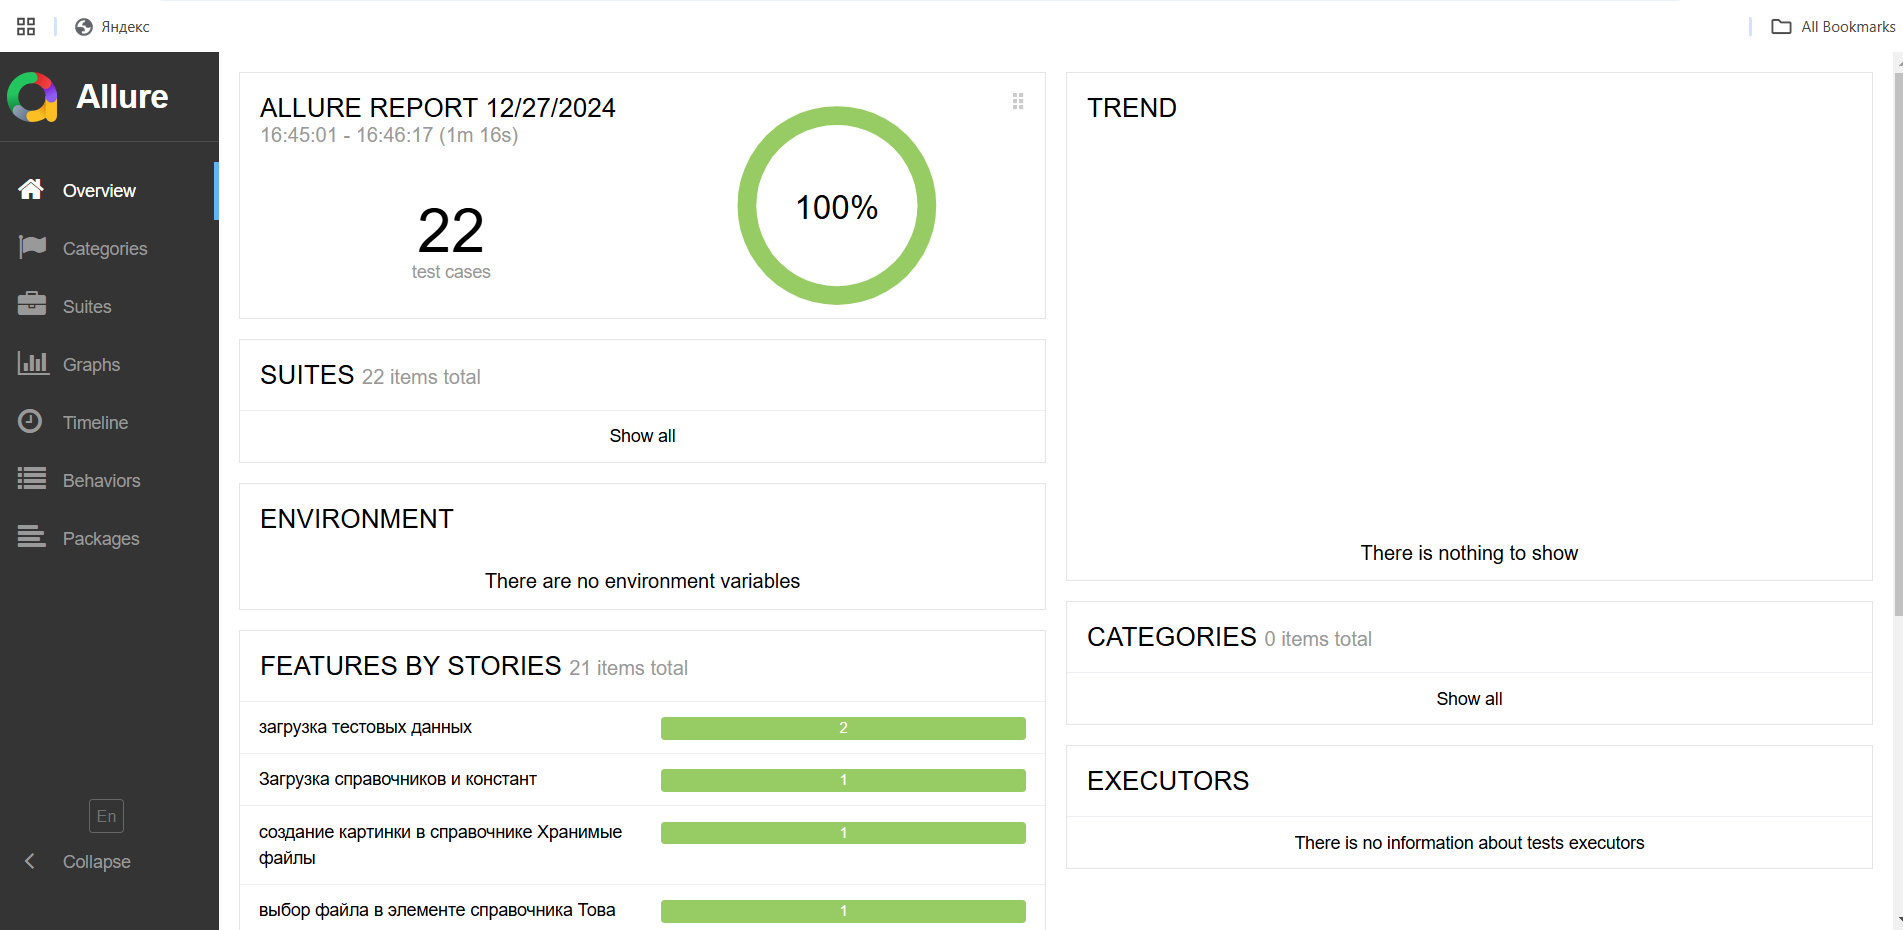 Яндекс
All Bookmarks
Allure
Overview
Categories
Suites
Graphs
Timeline
Behaviors
Packages
En
Collapse
ALLURE REPORT 12/27/2024
16:45:01 - 16:46:17 (1m 16s)
22
test cases
100%
SUITES 22 items total
Show all
ENVIRONMENT
There are no environment variables
FEATURES BY STORIES 21 items total
загрузка тестовых данных 2
Загрузка справочников и констант 1
создание картинки в справочнике Хранимые 1
файлы
выбор файла в элементе справочника Това 1
TREND
There is nothing to show
CATEGORIES 0 items total
Show all
EXECUTORS
There is no information about tests executors